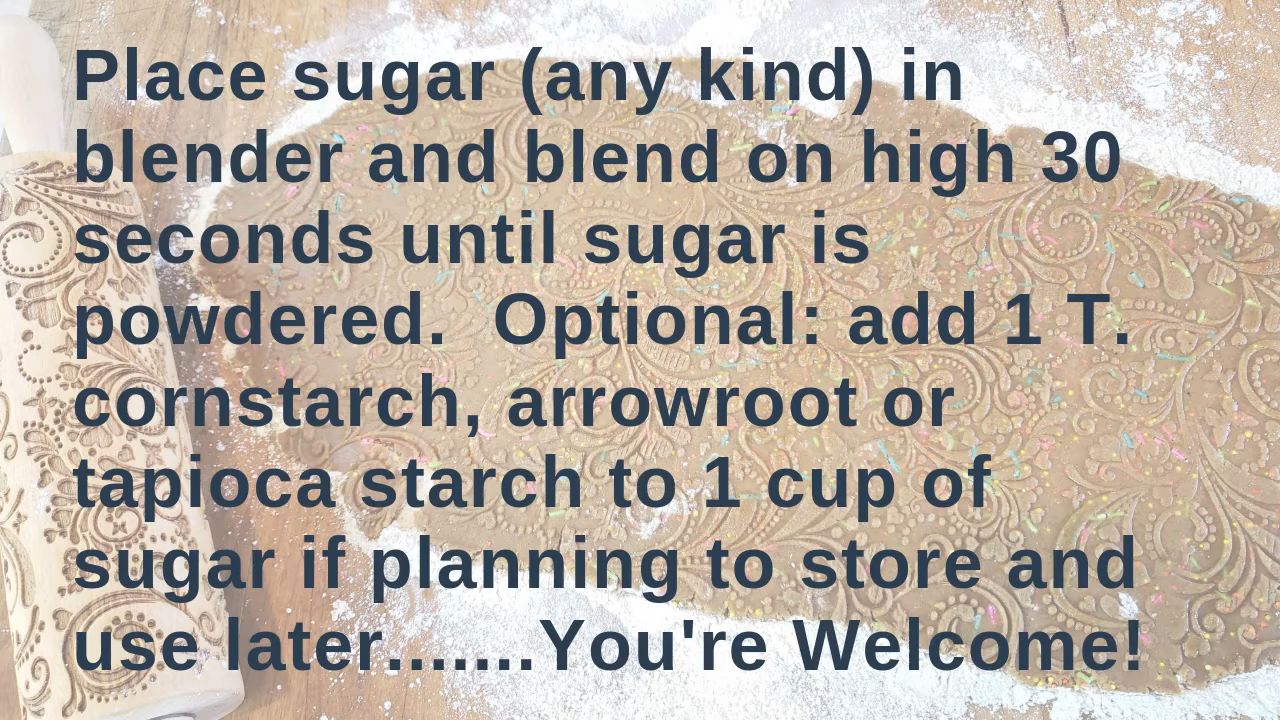 Place sugar (any kind) in
blender and blend on high 30
seconds until sugar is
powdered.  Optional: add 1 T.
cornstarch, arrowroot or
tapioca starch to 1 cup of
sugar if planning to store and
use later.......You're Welcome!